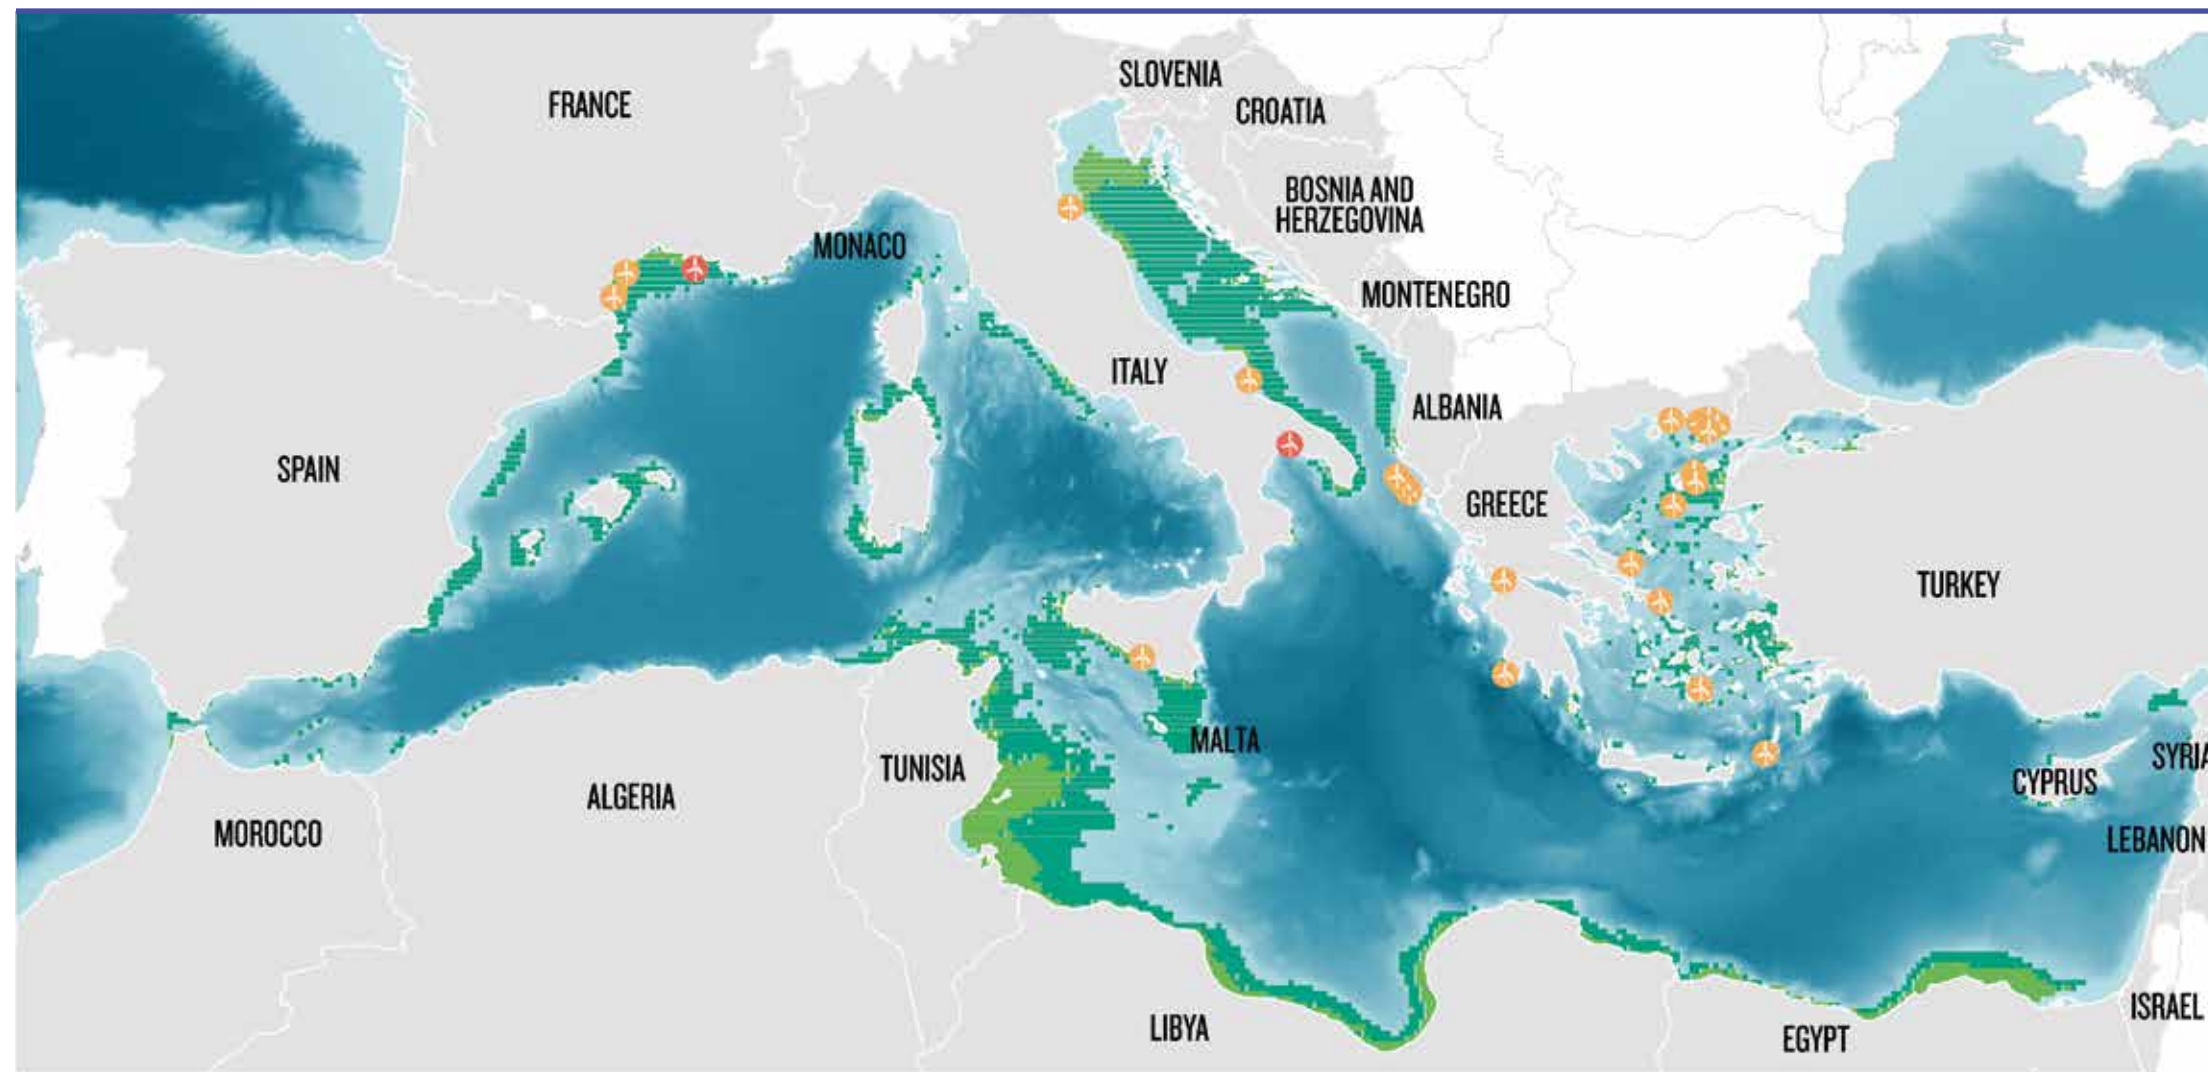 SLOVENIA
FRANCE
CROATIA
BOSNIA AND
HERZEGOVINA
MONACO
MONTENEGRO
ITALY
ALBANIA
SPAIN
GREECE
TURKEY
MALTA
SYRIA
TUNISIA
CYPRUS
ALGERIA
MOROCCO
LEBANON
ISRAEL
LIBYA
EGYPT